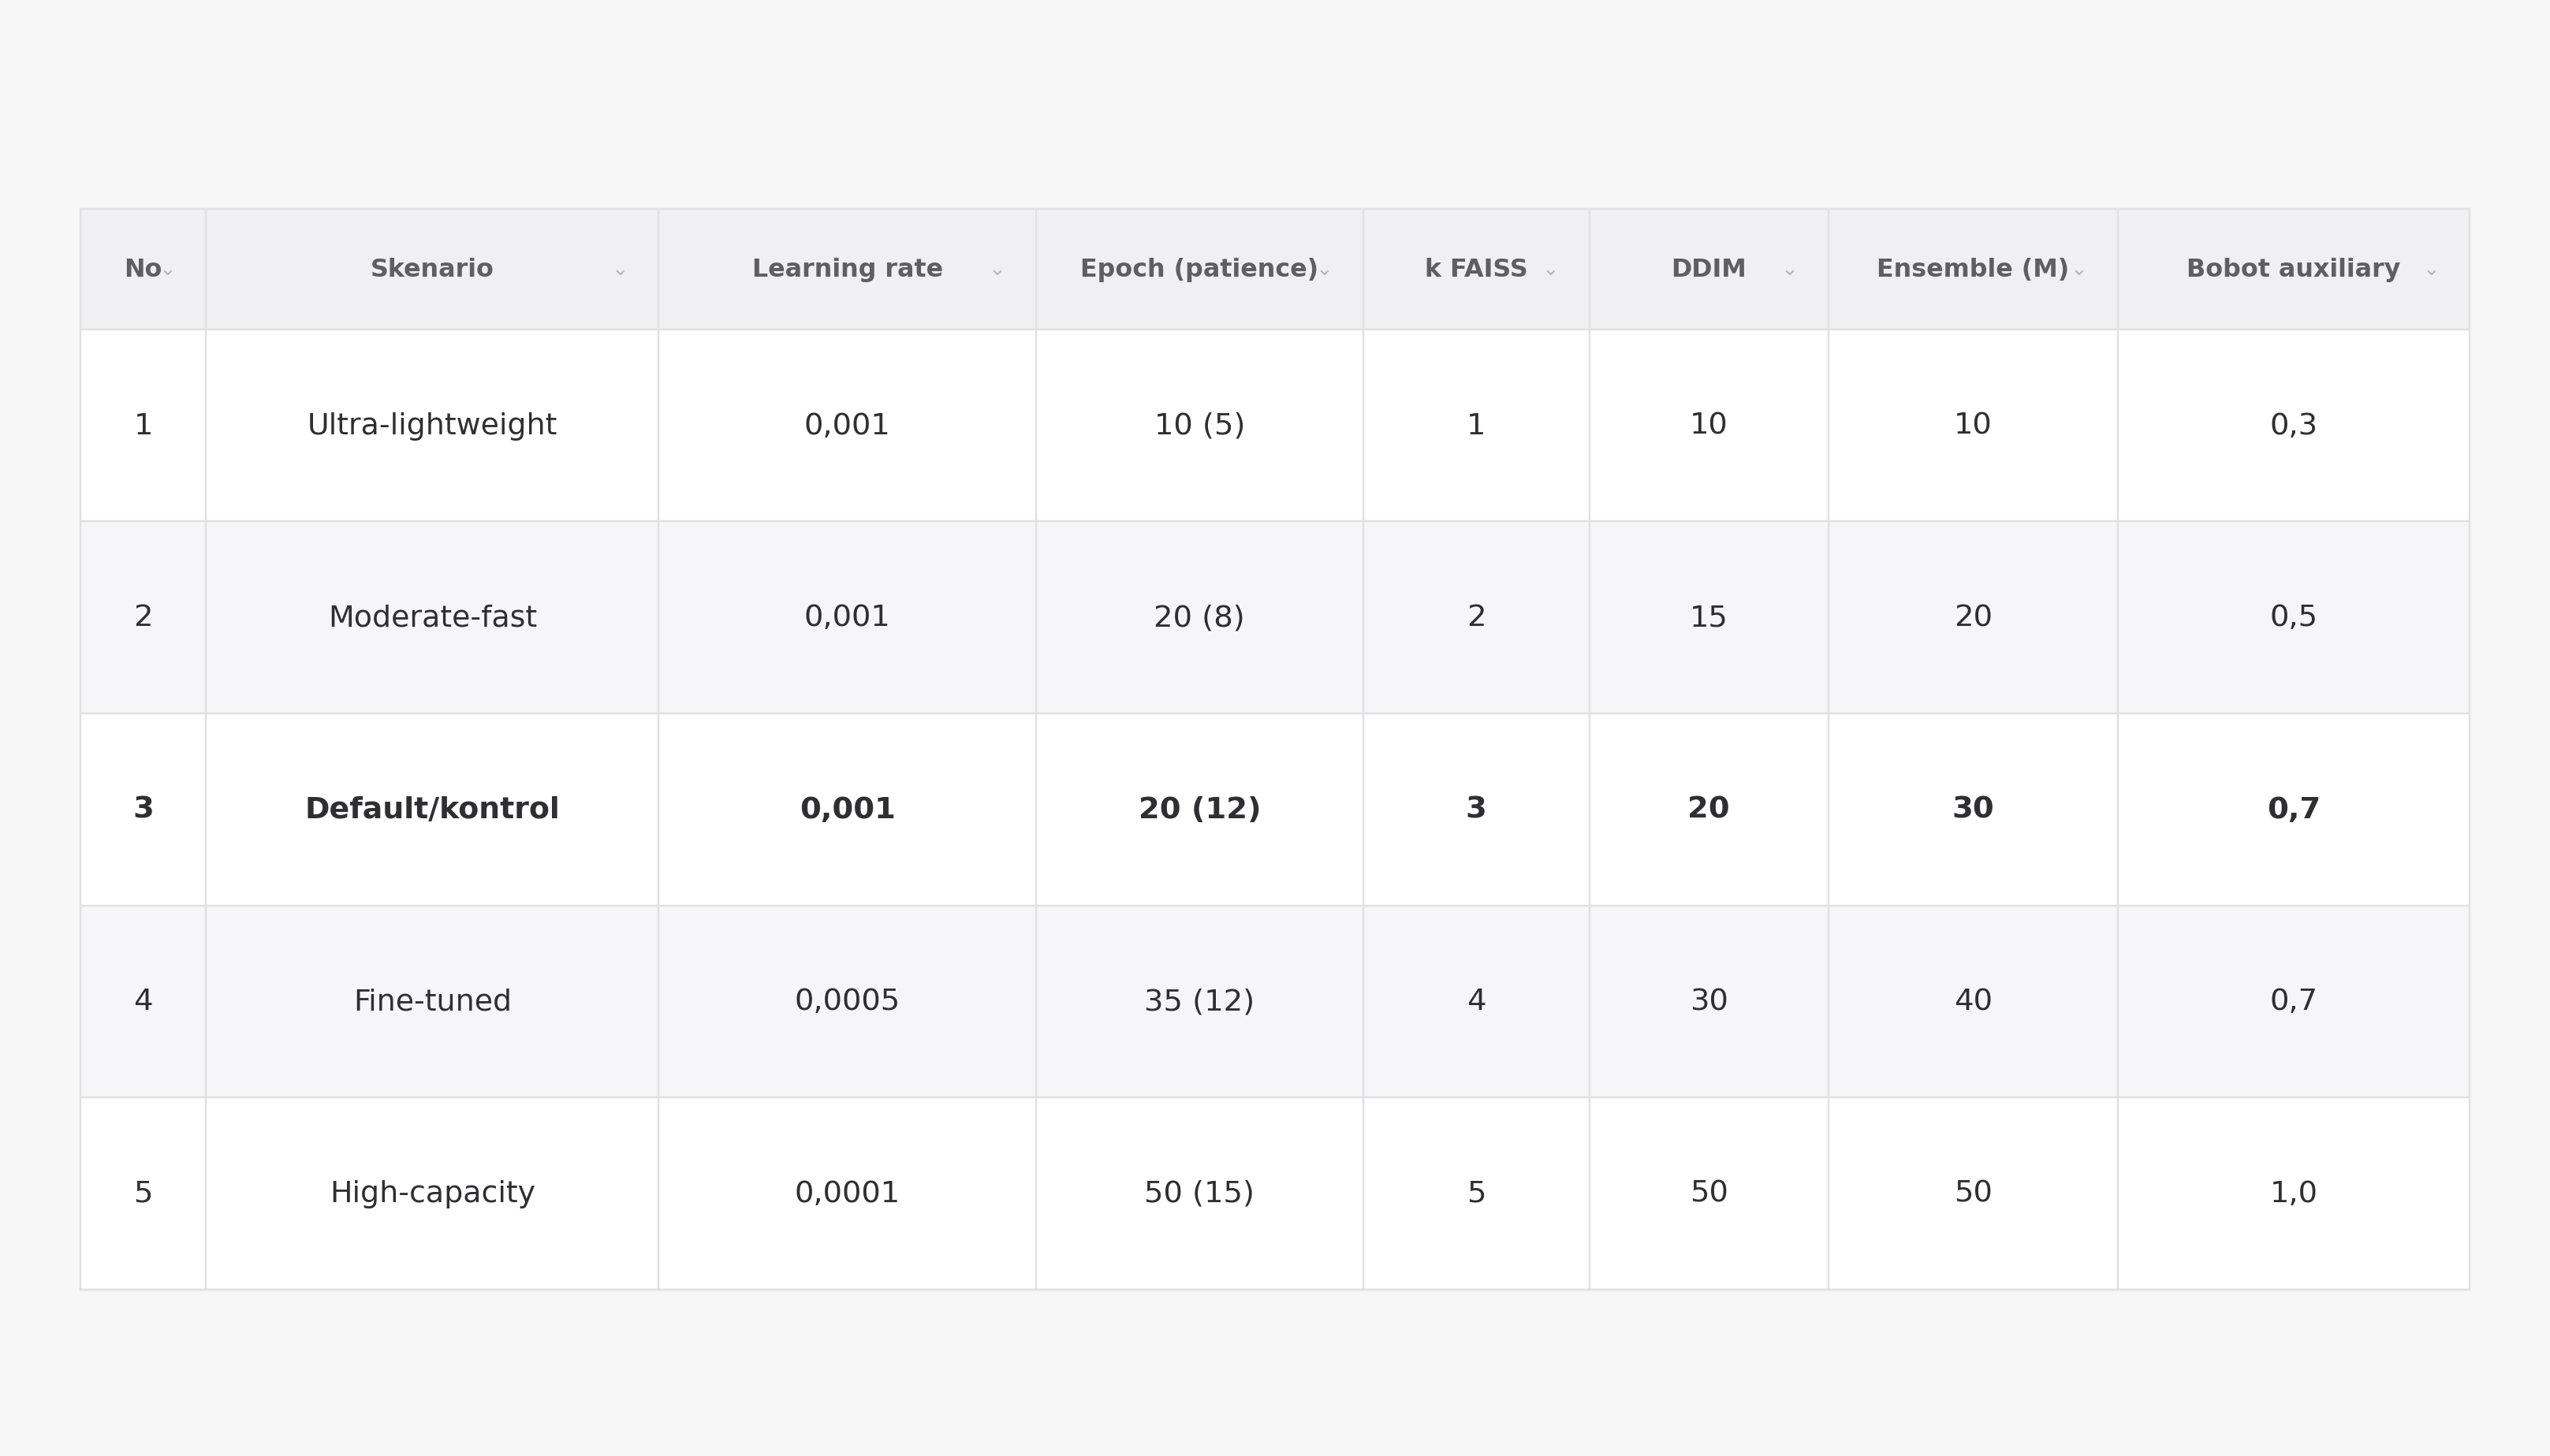 No Skenario Learning rate Epoch (patience) k FAISS DDIM Ensemble (M) Bobot auxiliary
1 Ultra-lightweight 0,001 10 (5) 1 10 10 0,3
2 Moderate-fast 0,001 20 (8) 2 15 20 0,5
3 Default/kontrol 0,001 20 (12) 3 20 30 0,7
4 Fine-tuned 0,0005 35 (12) 4 30 40 0,7
5 High-capacity 0,0001 50 (15) 5 50 50 1,0